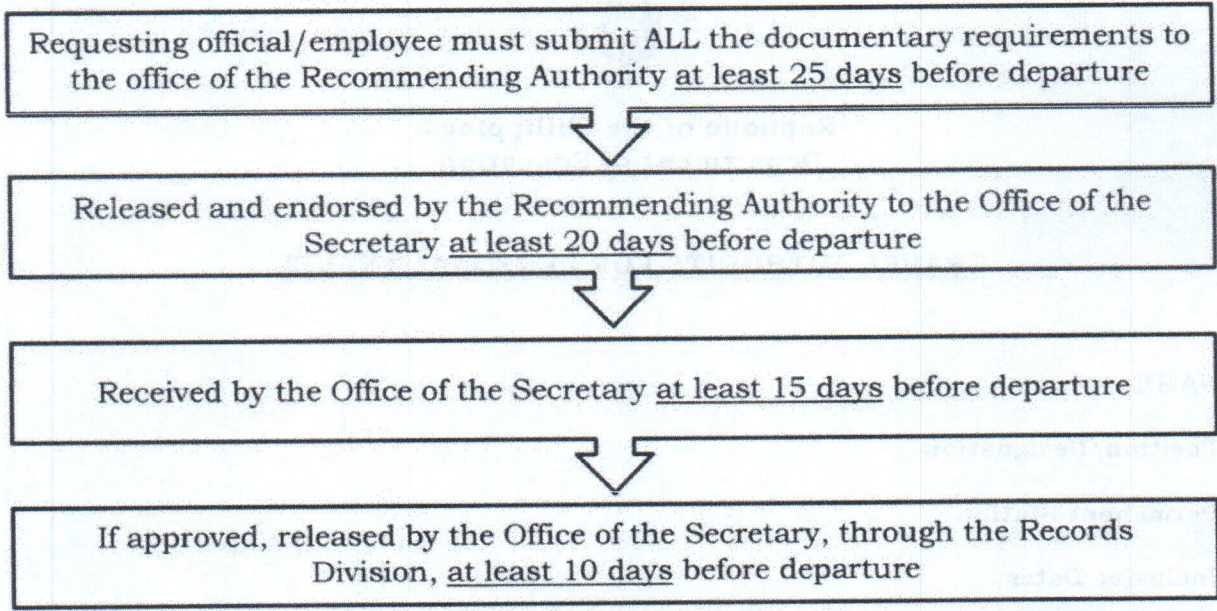 Requesting official/employee must submit ALL the documentary requirements to
the office of the Recommending Authority at least 25 days before departure
Released and endorsed by the Recommending Authority to the Office of the
Secretary at least 20 days before departure
Received by the Office of the Secretary at least 15 days before departure
If approved, released by the Office of the Secretary, through the Records
Division, at least 10 days before departure